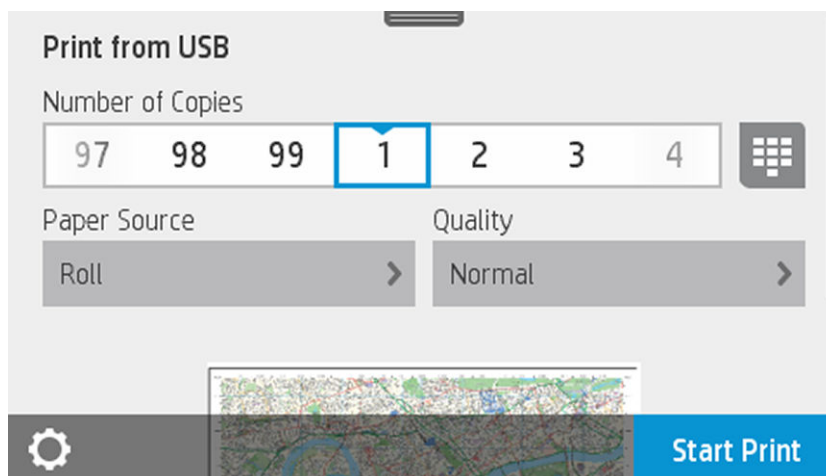 Print from USB
Number of Copies
97 98 99 1 2 3 4
Paper Source Quality
Roll Normal
Start Print